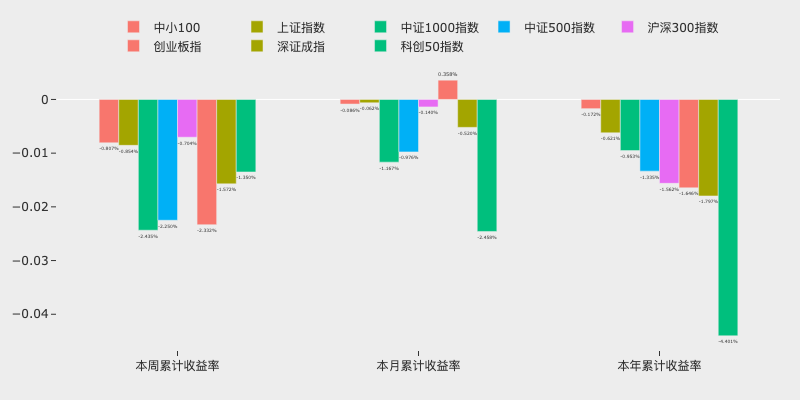 中小100 上证指数 中证1000指数 中证500指数 沪深300指数
创业板指 深证成指 科创50指数
0.358%
0
-0.086% -0.062% -0.140% -0.172%
-0.807% -0.854% -0.704% -0.520% -0.621%
−0.01
-0.976% -0.953%
-1.167%
-1.350% -1.335%
-1.572% -1.562%
-1.646% -1.797%
−0.02
-2.250%
-2.435% -2.332% -2.458%
−0.03
−0.04
-4.401%
本周累计收益率 本月累计收益率 本年累计收益率